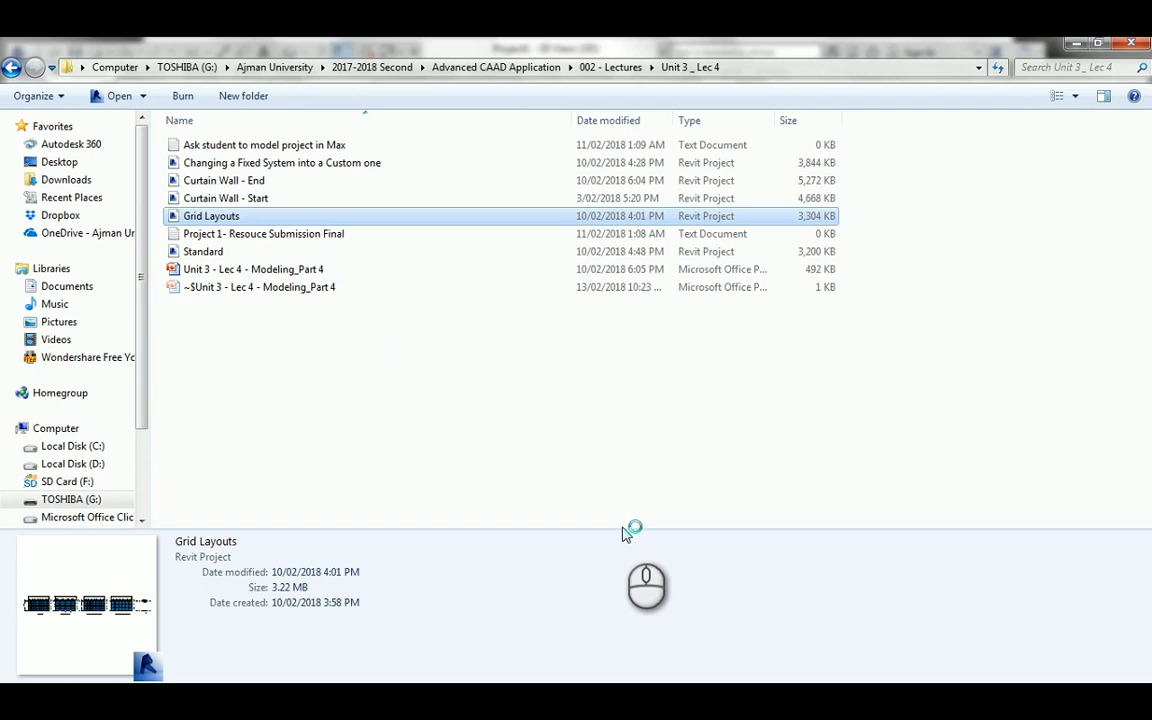 Computer ▸ TOSHIBA (G:) ▸ Ajman University ▸ 2017-2018 Second ▸ Advanced CAAD Application ▸ 002 - Lectures ▸ Unit 3 _ Lec 4
Search Unit 3 _ Lec 4
Organize Open Burn New folder
Name Date modified Type Size
Ask student to model project in Max 11/02/2018 1:09 AM Text Document 0 KB
Changing a Fixed System into a Custom one 10/02/2018 4:28 PM Revit Project 3,844 KB
Curtain Wall - End 10/02/2018 6:04 PM Revit Project 5,272 KB
Curtain Wall - Start 3/02/2018 5:20 PM Revit Project 4,668 KB
Grid Layouts 10/02/2018 4:01 PM Revit Project 3,304 KB
Project 1- Resouce Submission Final 11/02/2018 1:08 AM Text Document 0 KB
Standard 10/02/2018 4:48 PM Revit Project 3,200 KB
Unit 3 - Lec 4 - Modeling_Part 4 10/02/2018 6:05 PM Microsoft Office P... 492 KB
~$Unit 3 - Lec 4 - Modeling_Part 4 13/02/2018 10:23 ... Microsoft Office P... 1 KB
Favorites
Autodesk 360
Desktop
Downloads
Recent Places
Dropbox
OneDrive - Ajman Ur
Libraries
Documents
Music
Pictures
Videos
Wondershare Free Yc
Homegroup
Computer
Local Disk (C:)
Local Disk (D:)
SD Card (F:)
TOSHIBA (G:)
Microsoft Office Clic
Grid Layouts
Revit Project
Date modified: 10/02/2018 4:01 PM
Size: 3.22 MB
Date created: 10/02/2018 3:58 PM